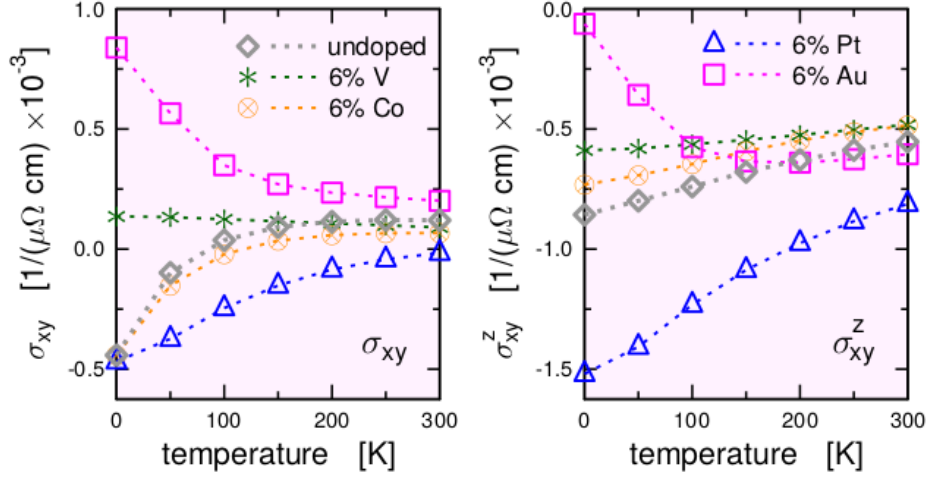 1.0
0.5
0.0
-0.5
σxy [1/(μΩ cm) ×10⁻³]
undoped
6% V
6% Co
σxy
0 100 200 300
temperature [K]
0.0
-0.5
-1.0
-1.5
σᶻxy [1/(μΩ cm) ×10⁻³]
6% Pt
6% Au
σᶻxy
0 100 200 300
temperature [K]